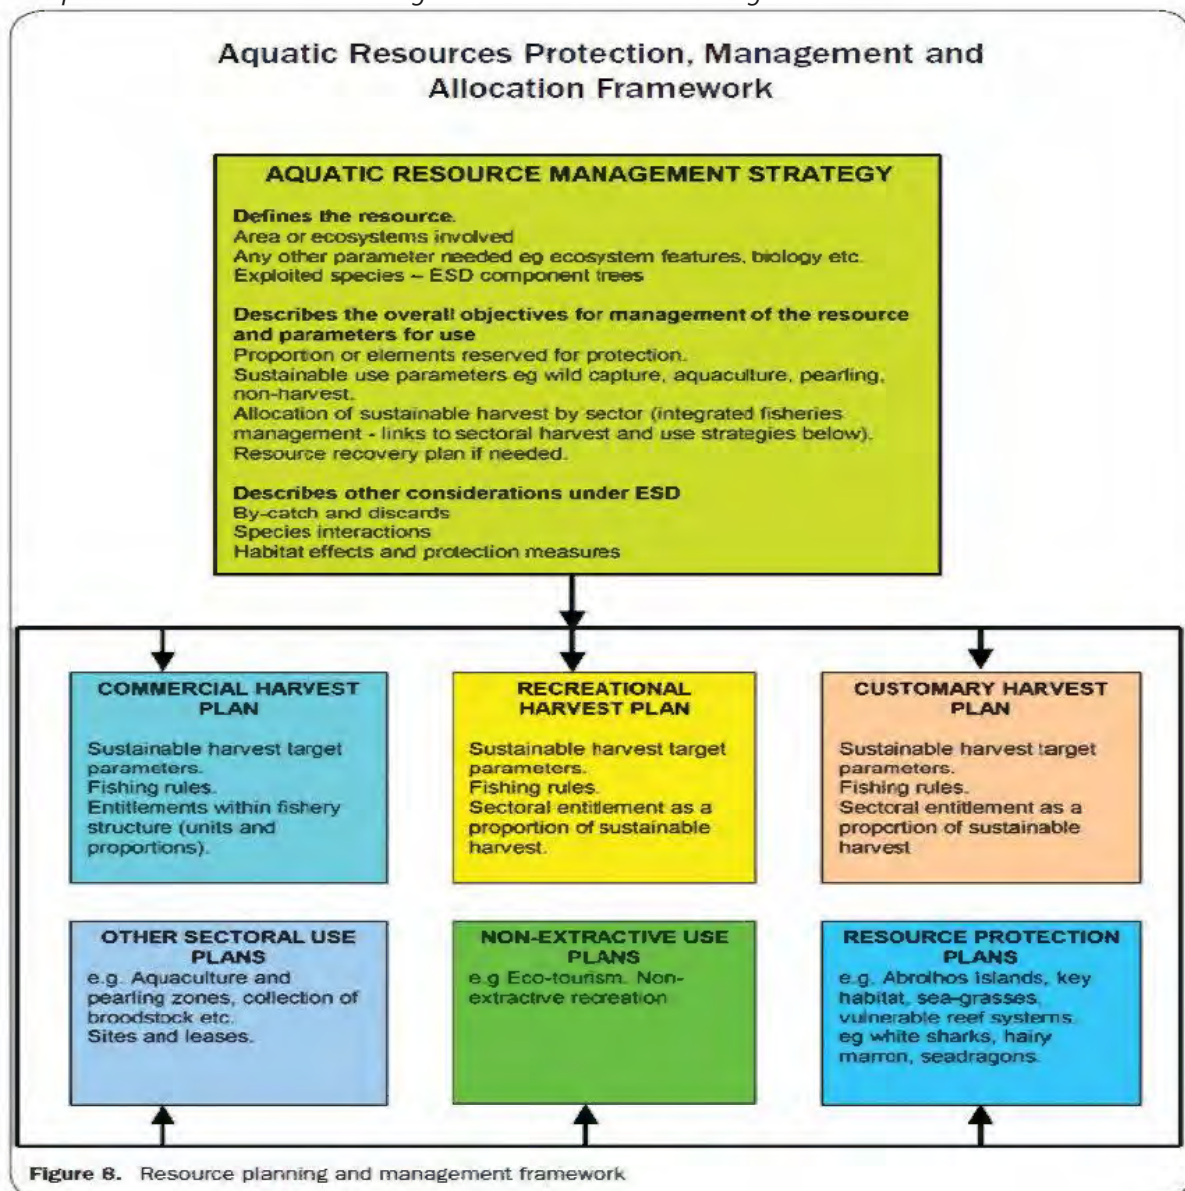 Aquatic Resources Protection, Management and
Allocation Framework
AQUATIC RESOURCE MANAGEMENT STRATEGY
Defines the resource.
Area or ecosystems involved
Any other parameter needed eg ecosystem features, biology etc.
Exploited species – ESD component trees
Describes the overall objectives for management of the resource
and parameters for use
Proportion or elements reserved for protection.
Sustainable use parameters eg wild capture, aquaculture, pearling,
non-harvest.
Allocation of sustainable harvest by sector (integrated fisheries
management - links to sectoral harvest and use strategies below).
Resource recovery plan if needed.
Describes other considerations under ESD
By-catch and discards
Species interactions
Habitat effects and protection measures
COMMERCIAL HARVEST
PLAN
Sustainable harvest target
parameters.
Fishing rules.
Entitlements within fishery
structure (units and
proportions).
RECREATIONAL
HARVEST PLAN
Sustainable harvest target
parameters.
Fishing rules.
Sectoral entitlement as a
proportion of sustainable
harvest.
CUSTOMARY HARVEST
PLAN
Sustainable harvest target
parameters.
Fishing rules.
Sectoral entitlement as a
proportion of sustainable
harvest
OTHER SECTORAL USE
PLANS
e.g. Aquaculture and
pearling zones, collection of
broodstock etc.
Sites and leases.
NON-EXTRACTIVE USE
PLANS
e.g Eco-tourism. Non-
extractive recreation
RESOURCE PROTECTION
PLANS
e.g. Abrolhos islands, key
habitat, sea-grasses,
vulnerable reef systems.
eg white sharks, hairy
marron, seadragons.
Figure 8. Resource planning and management framework